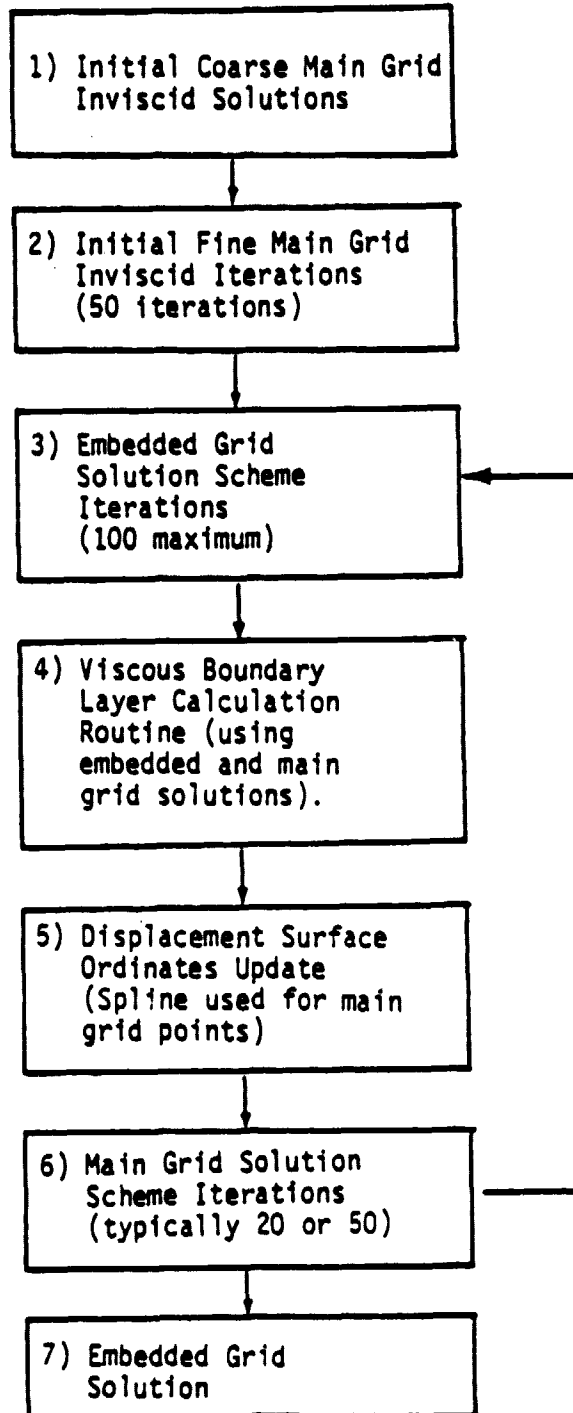 1) Initial Coarse Main Grid
Inviscid Solutions
2) Initial Fine Main Grid
Inviscid Iterations
(50 iterations)
3) Embedded Grid
Solution Scheme
Iterations
(100 maximum)
4) Viscous Boundary
Layer Calculation
Routine (using
embedded and main
grid solutions).
5) Displacement Surface
Ordinates Update
(Spline used for main
grid points)
6) Main Grid Solution
Scheme Iterations
(typically 20 or 50)
7) Embedded Grid
Solution